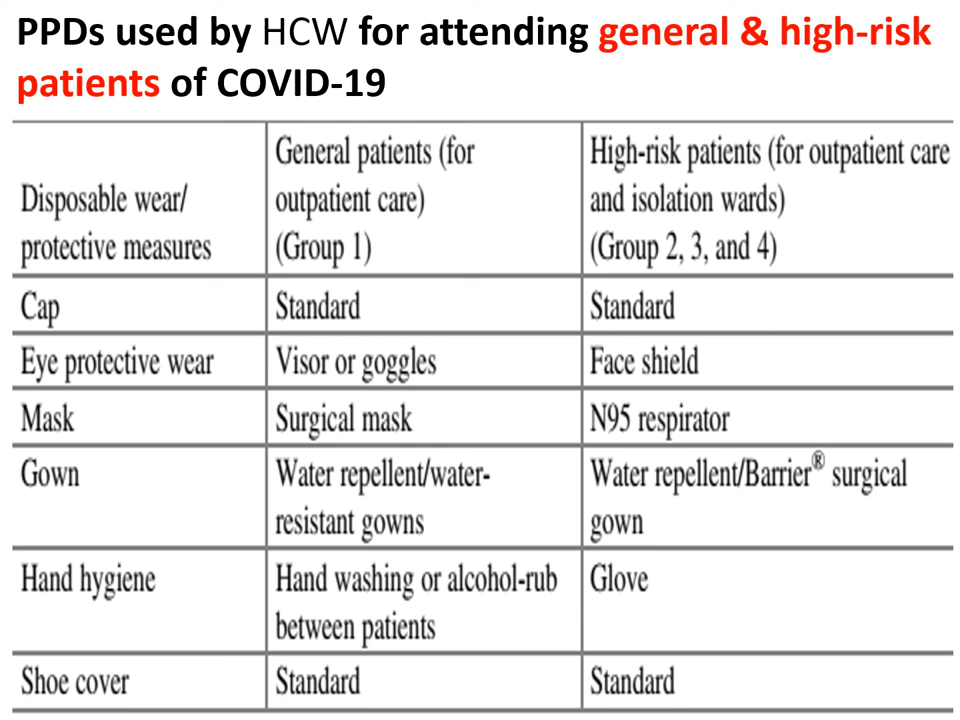 PPDs used by HCW for attending general & high-risk
patients of COVID-19
Disposable wear/
protective measures
General patients (for
outpatient care)
(Group 1)
High-risk patients (for outpatient care
and isolation wards)
(Group 2, 3, and 4)
Cap
Standard
Standard
Eye protective wear
Visor or goggles
Face shield
Mask
Surgical mask
N95 respirator
Gown
Water repellent/water-
resistant gowns
Water repellent/Barrier® surgical
gown
Hand hygiene
Hand washing or alcohol-rub
between patients
Glove
Shoe cover
Standard
Standard